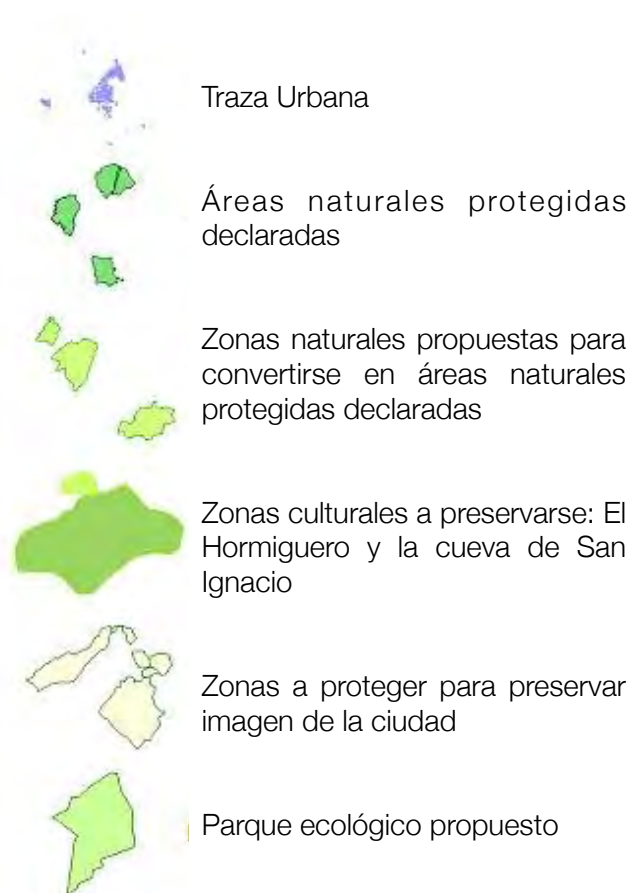 Traza Urbana
Áreas naturales protegidas
declaradas
Zonas naturales propuestas para
convertirse en áreas naturales
protegidas declaradas
Zonas culturales a preservarse: El
Hormiguero y la cueva de San
Ignacio
Zonas a proteger para preservar
imagen de la ciudad
Parque ecológico propuesto